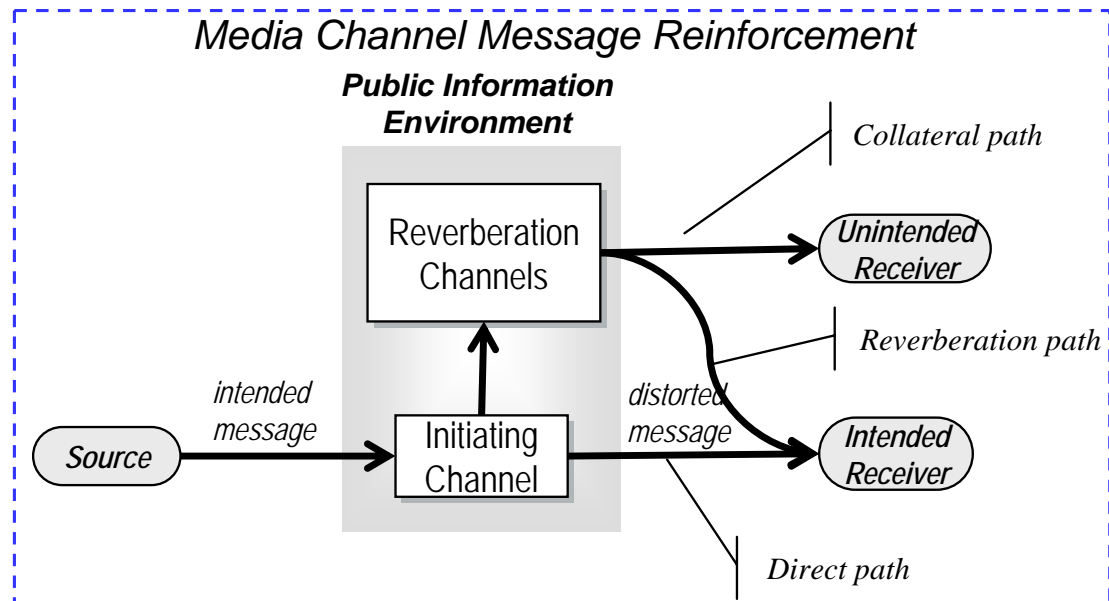 Media Channel Message Reinforcement
Public Information
Environment
Collateral path
Reverberation
Channels
Unintended
Receiver
Reverberation path
intended
message
distorted
message
Source
Initiating
Channel
Intended
Receiver
Direct path